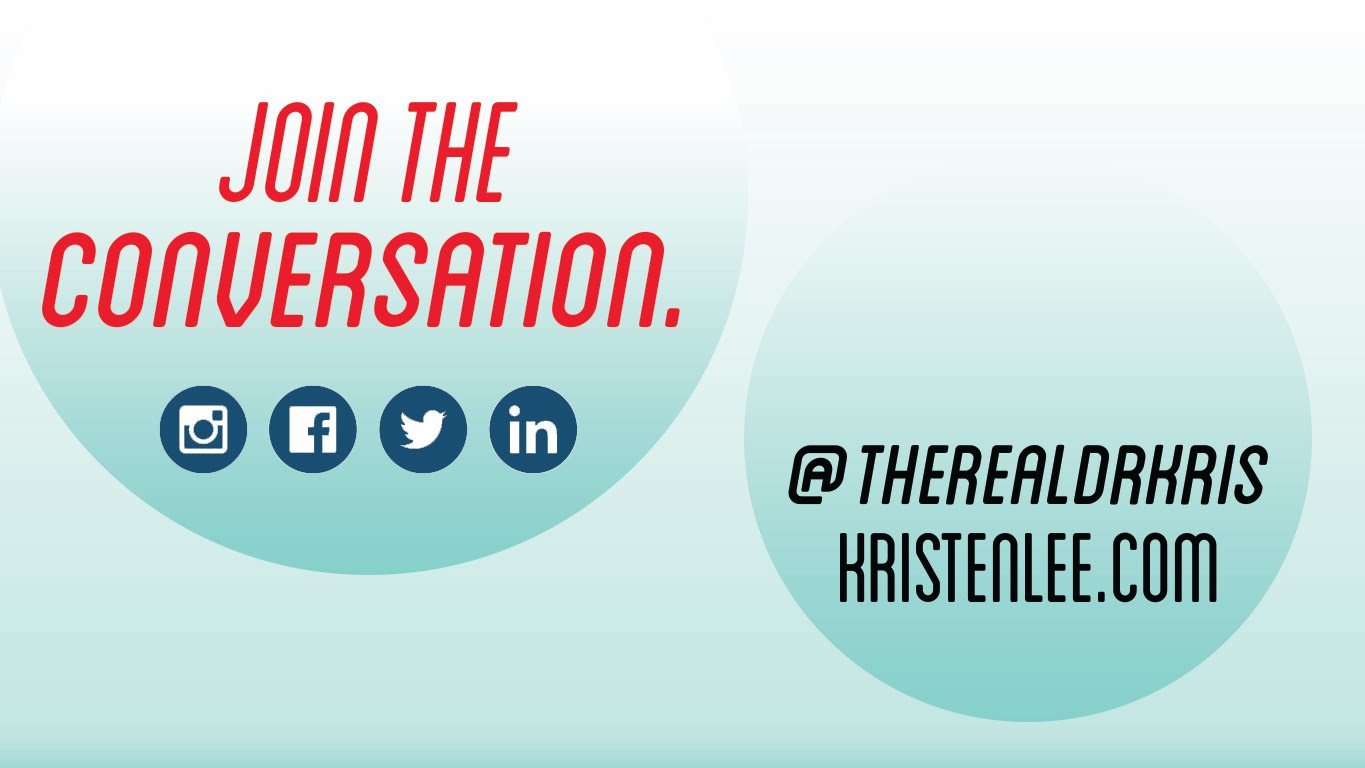 JOIN THE
CONVERSATION.
@THEREALDRKRIS
KRISTENLEE.COM